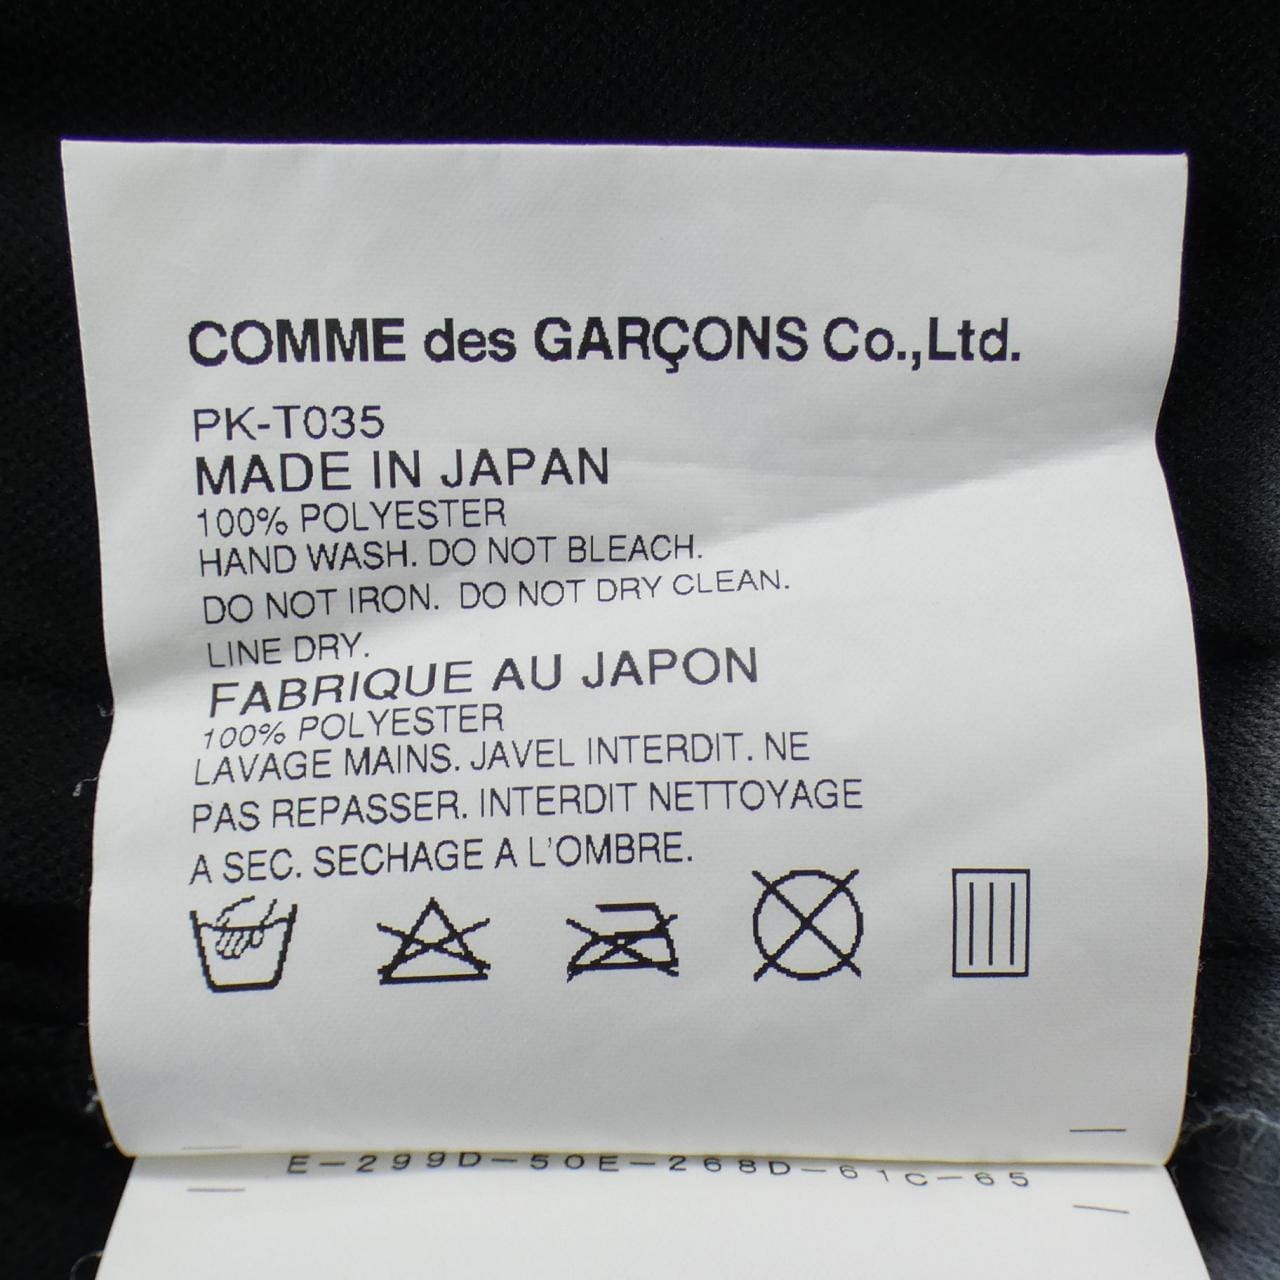 COMME des GARÇONS Co.,Ltd.
PK-T035
MADE IN JAPAN
100% POLYESTER
HAND WASH. DO NOT BLEACH.
DO NOT IRON. DO NOT DRY CLEAN.
LINE DRY.
FABRIQUE AU JAPON
100% POLYESTER
LAVAGE MAINS. JAVEL INTERDIT. NE
PAS REPASSER. INTERDIT NETTOYAGE
A SEC. SECHAGE A L'OMBRE.
E-299D-50E-268D-61C-65